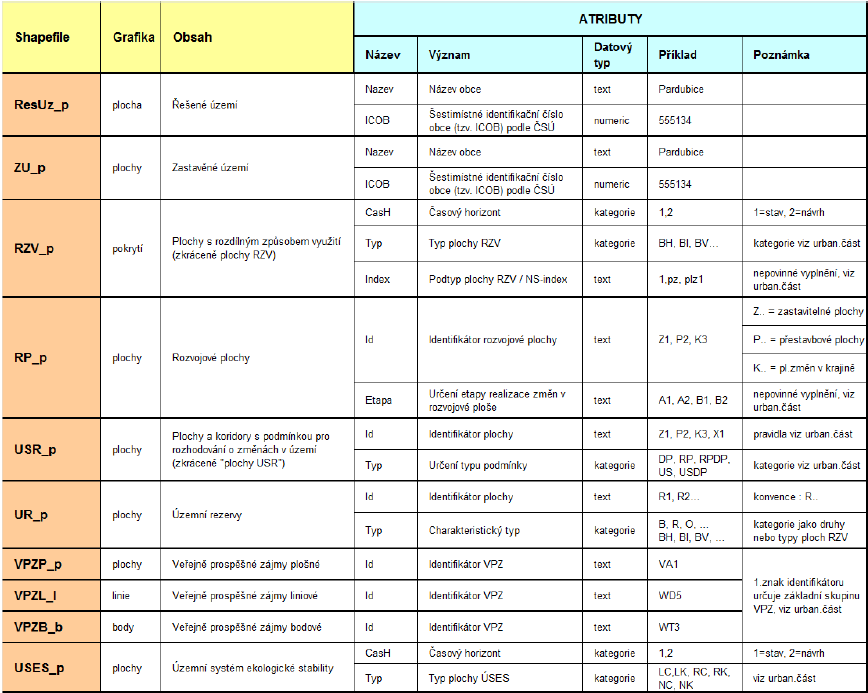 Shapefile
Grafika
Obsah
ATRIBUTY
Název
Význam
Datový
typ
Příklad
Poznámka
ResUz_p
plocha
Řešené území
Nazev
Název obce
text
Pardubice
ICOB
Šestimístné identifikační číslo
obce (tzv. ICOB) podle ČSÚ
numeric
555134
ZU_p
plochy
Zastavěné území
Nazev
Název obce
text
Pardubice
ICOB
Šestimístné identifikační číslo
obce (tzv. ICOB) podle ČSÚ
numeric
555134
RZV_p
pokrytí
Plochy s rozdílným způsobem využití
(zkráceně plochy RZV)
CasH
Časový horizont
kategorie
1,2
1=stav, 2=návrh
Typ
Typ plochy RZV
kategorie
BH, BI, BV...
kategorie viz urban.část
Index
Podtyp plochy RZV / NS-index
text
1,pz, plz1
nepovinné vyplnění, viz
urban.část
RP_p
plochy
Rozvojové plochy
Id
Identifikátor rozvojové plochy
text
Z1, P2, K3
Z.. = zastavitelné plochy
P.. = přestavbové plochy
K.. = pl.změn v krajině
Etapa
Určení etapy realizace změn v
rozvojové ploše
text
A1, A2, B1, B2
nepovinné vyplnění, viz
urban.část
USR_p
plochy
Plochy a koridory s podmínkou pro
rozhodování o změnách v území
(zkráceně "plochy USR")
Id
Identifikátor plochy
text
Z1, P2, K3, X1
pravidla viz urban.část
Typ
Určení typu podmínky
kategorie
DP, RP, RPDP,
US, USDP
kategorie viz urban.část
UR_p
plochy
Územní rezervy
Id
Identifikátor plochy
text
R1, R2...
konvence : R..
Typ
Charakteristický typ
kategorie
B, R, O, ...
BH, BI, BV, ...
kategorie jako druhy
nebo typy ploch RZV
VPZP_p
plochy
Veřejně prospěšné zájmy plošné
Id
Identifikátor VPZ
text
VA1
1.znak identifikátoru
určuje základní skupinu
VPZ, viz urban.část
VPZL_l
linie
Veřejně prospěšné zájmy liniové
Id
Identifikátor VPZ
text
WD5
VPZB_b
body
Veřejně prospěšné zájmy bodové
Id
Identifikátor VPZ
text
WT3
USES_p
plochy
Územní systém ekologické stability
CasH
Časový horizont
kategorie
1,2
1=stav, 2=návrh
Typ
Typ plochy ÚSES
kategorie
LC,LK, RC, RK,
NC, NK
viz urban.část